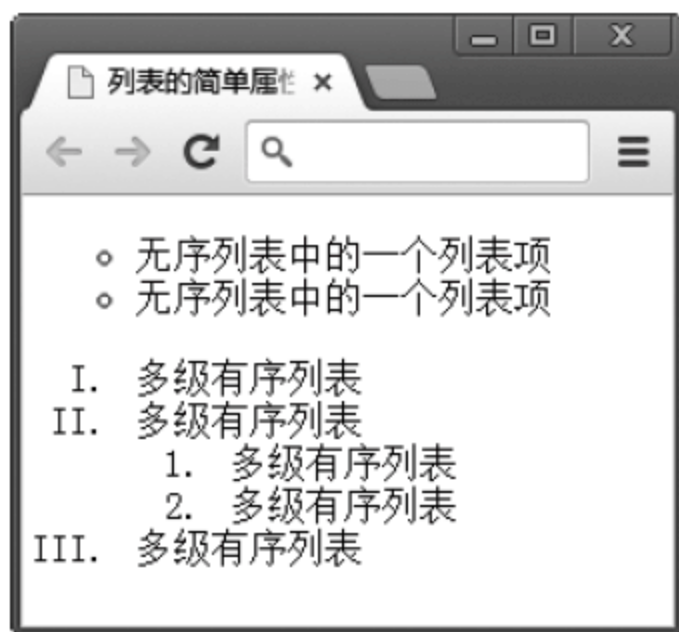 列表的简单属性
无序列表中的一个列表项
无序列表中的一个列表项
I. 多级有序列表
II. 多级有序列表
1. 多级有序列表
2. 多级有序列表
III. 多级有序列表